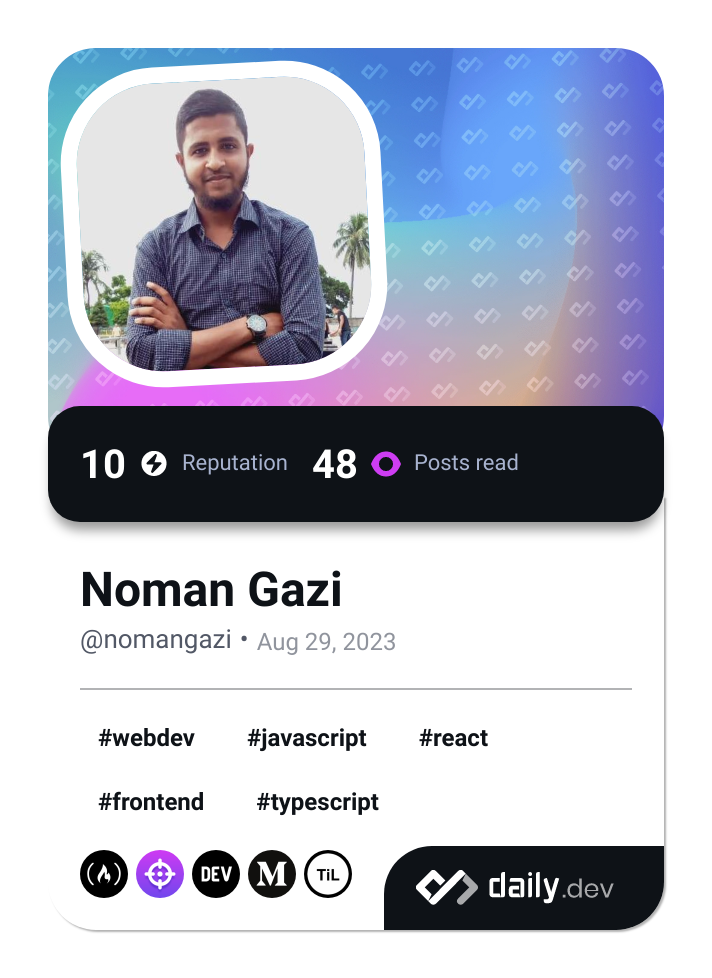 10 Reputation 48 Posts read
Noman Gazi
@nomangazi • Aug 29, 2023
#webdev #javascript #react
#frontend #typescript
DEV M TiL daily.dev